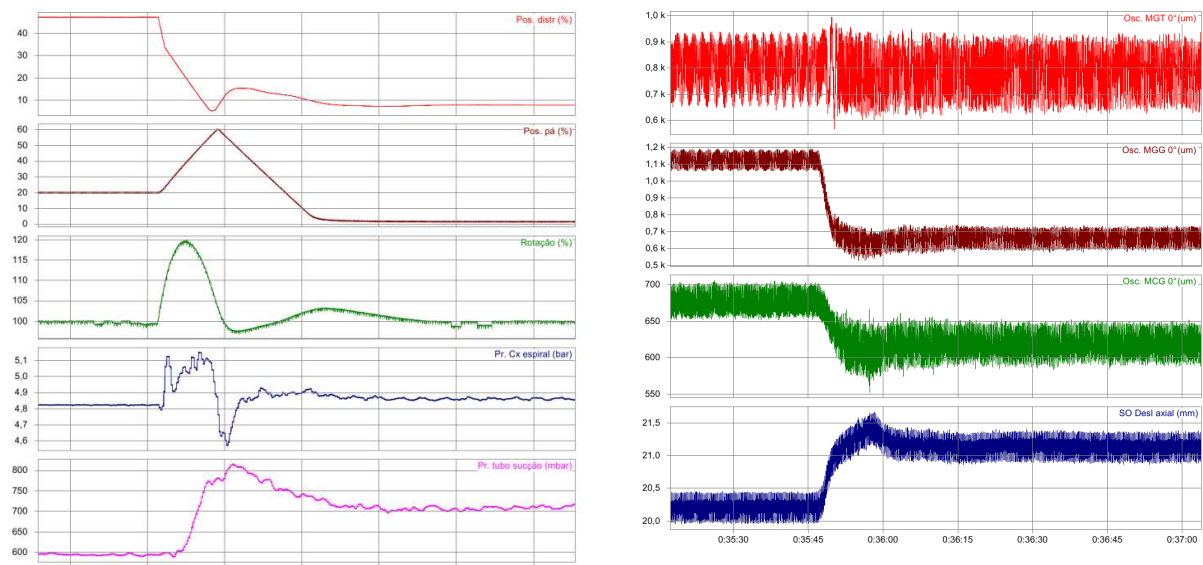 Pos. distr (%)
40
30
20
10
Pos. pá (%)
60
50
40
30
20
10
0
Rotação (%)
120
115
110
105
100
Pr. Cx espiral (bar)
5,1
5,0
4,9
4,8
4,7
4,6
Pr. tubo sucção (mbar)
800
750
700
650
600
Osc. MGT 0°(um)
1,0 k
0,9 k
0,8 k
0,7 k
0,6 k
Osc. MGG 0°(um)
1,2 k
1,1 k
1,0 k
0,9 k
0,8 k
0,7 k
0,6 k
0,5 k
Osc. MCG 0°(um)
700
650
600
550
SO Desl axial (mm)
21,5
21,0
20,5
20,0
0:35:30 0:35:45 0:36:00 0:36:15 0:36:30 0:36:45 0:37:00